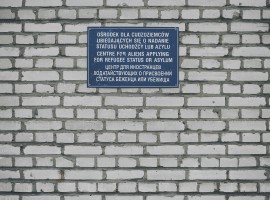 OŚRODEK DLA CUDZOZIEMCÓW
UBIEGAJĄCYCH SIĘ O NADANIE
STATUSU UCHODŹCY LUB AZYLU
CENTRE FOR ALIENS APPLYING
FOR REFUGEE STATUS OR ASYLUM
ЦЕНТР ДЛЯ ИНОСТРАНЦЕВ
ХОДАТАЙСТВУЮЩИХ О ПРИСВОЕНИИ
СТАТУСА БЕЖЕНЦА ИЛИ УБЕЖИЩА